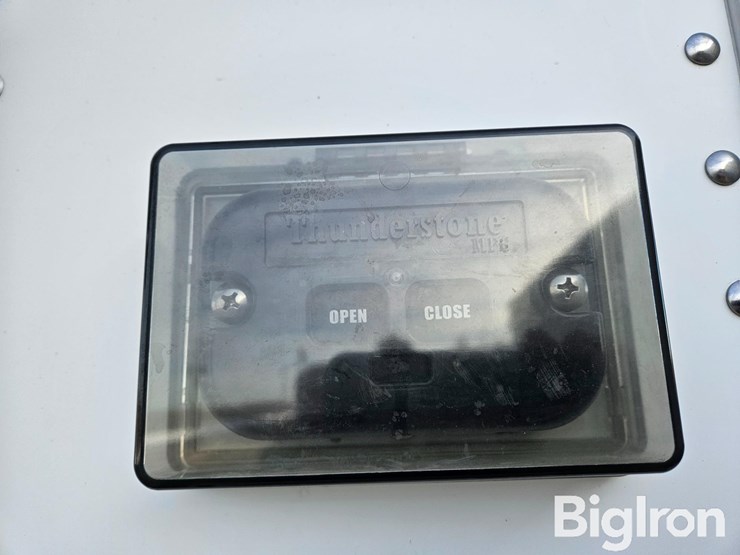 Thunderstone
MFG
OPEN CLOSE
BigIron